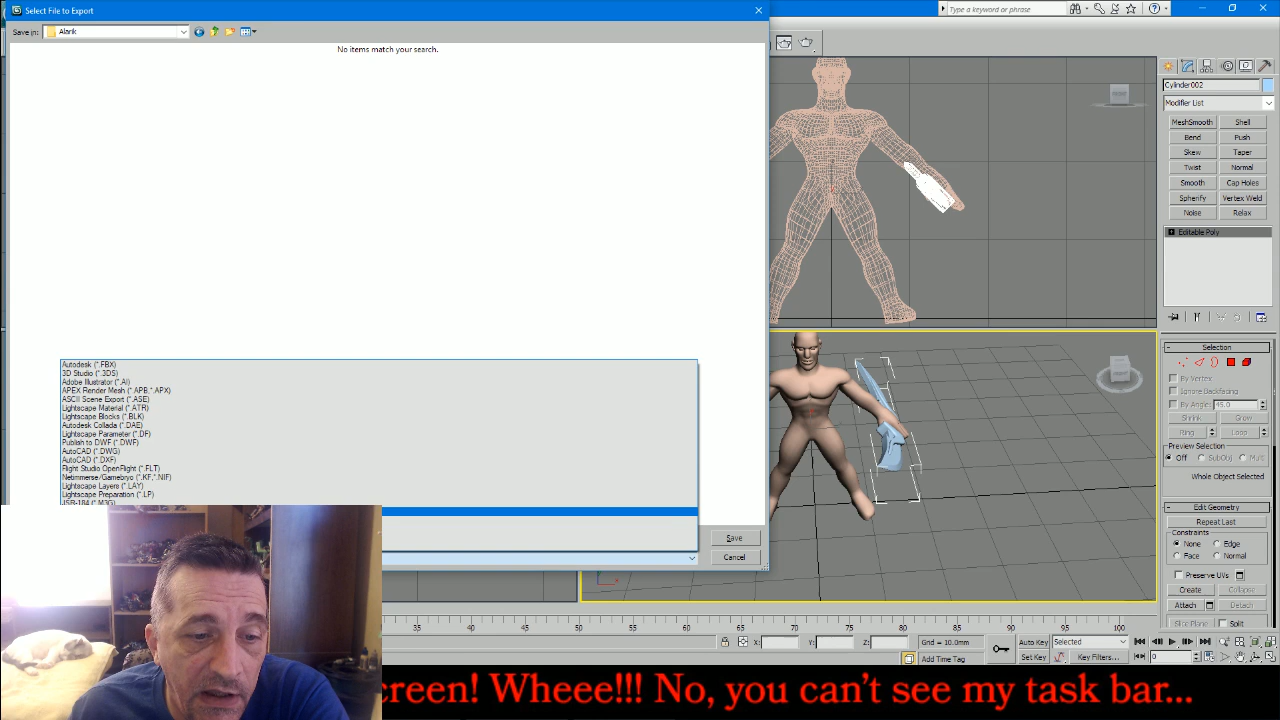 Select File to Export
Type a keyword or phrase
Save in: Alarik
No items match your search.
Cylinder002
Modifier List
MeshSmooth Shell
Bend Push
Skew Taper
Twist Normal
Smooth Cap Holes
Spherify Vertex Weld
Noise Relax
Editable Poly
Autodesk (*.FBX)
3D Studio (*.3DS)
Adobe Illustrator (*.AI)
APEX Render Mesh (*.APB,*.APX)
ASCII Scene Export (*.ASE)
Lightscape Material (*.ATR)
Lightscape Blocks (*.BLK)
Autodesk Collada (*.DAE)
Lightscape Parameter (*.DF)
Publish to DWF (*.DWF)
AutoCAD (*.DWG)
AutoCAD (*.DXF)
Flight Studio OpenFlight (*.FLT)
Netimmerse/Gamebryo (*.KF,*.NIF)
Lightscape Layers (*.LAY)
Lightscape Preparation (*.LP)
JSR-184 (*.M3G)
Save
Cancel
Selection
By Vertex
Ignore Backfacing
By Angle: 45.0
Shrink Grow
Ring Loop
Preview Selection
Off SubObj Multi
Whole Object Selected
Edit Geometry
Repeat Last
Constraints
None Edge
Face Normal
Preserve UVs
Create Collapse
Attach Detach
Slice Plane Split
35 40 45 50 55 60 65 70 75 80 85 90 95 100
X: Y: Z: Grid = 10.0mm
Add Time Tag
Auto Key Selected
Set Key Key Filters...
0
creen! Wheee!!! No, you can't see my task bar...